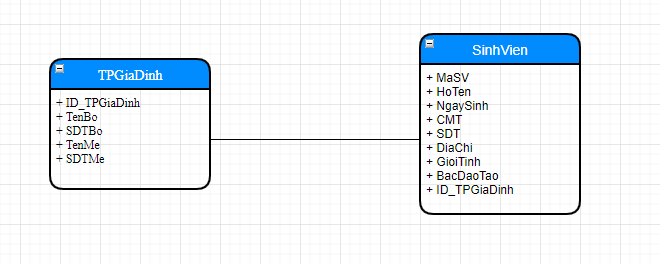 TPGiaDinh
+ ID_TPGiaDinh
+ TenBo
+ SDTBo
+ TenMe
+ SDTMe
SinhVien
+ MaSV
+ HoTen
+ NgaySinh
+ CMT
+ SDT
+ DiaChi
+ GioiTinh
+ BacDaoTao
+ ID_TPGiaDinh